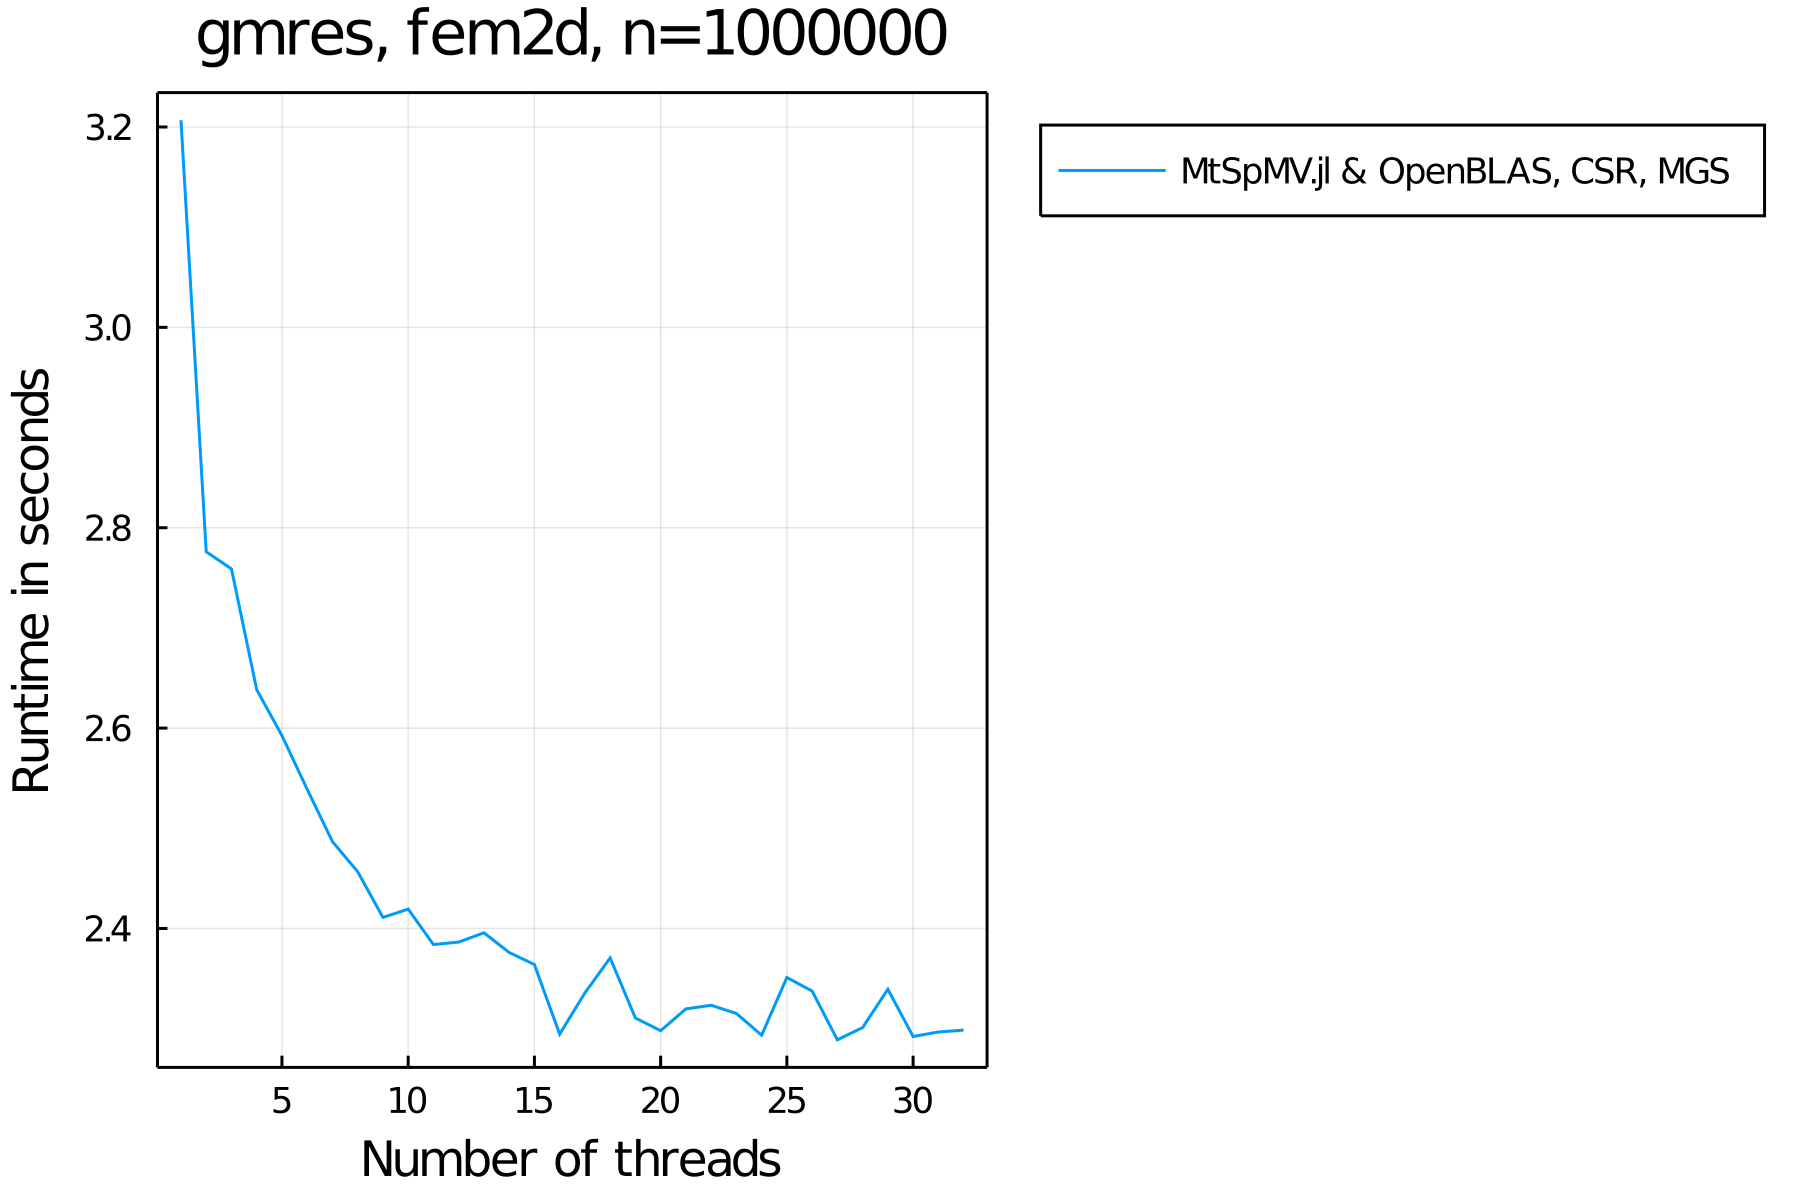 gmres, fem2d, n=1000000
3.2
3.0
2.8
2.6
2.4
Runtime in seconds
5 10 15 20 25 30
Number of threads
MtSpMV.jl & OpenBLAS, CSR, MGS